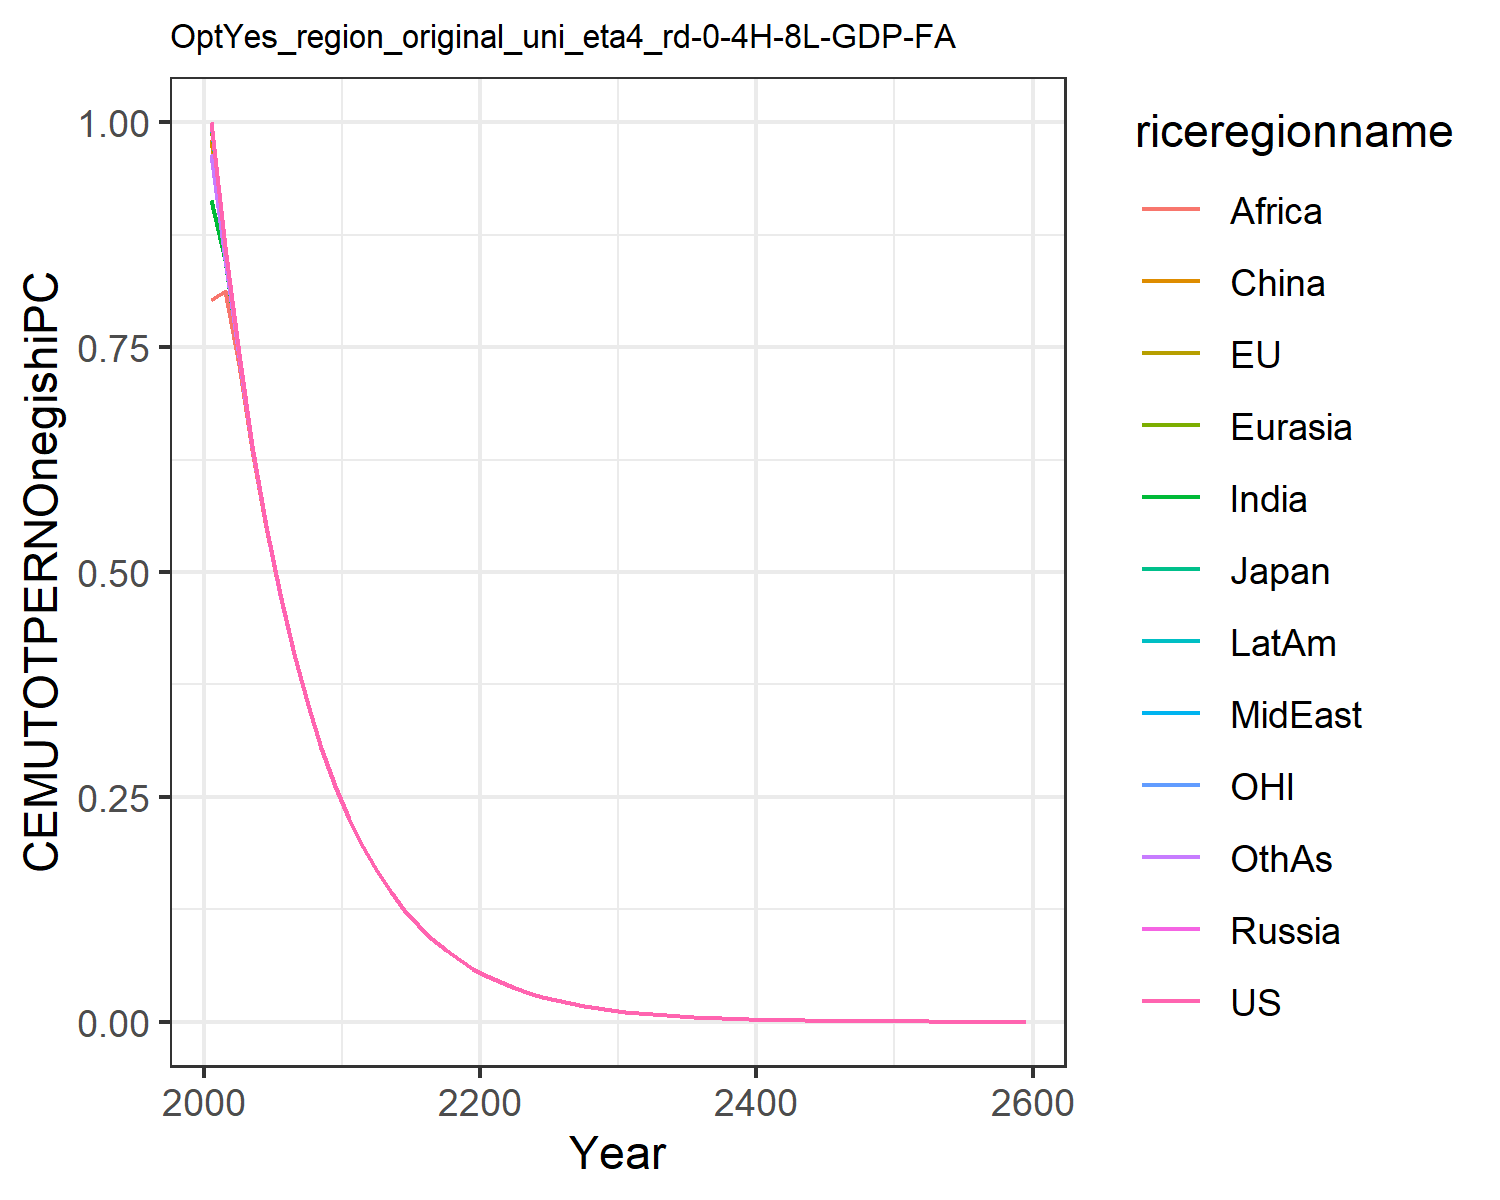 OptYes_region_original_uni_eta4_rd-0-4H-8L-GDP-FA
CEMUTOTPERNOnegishiPC
1.00
0.75
0.50
0.25
0.00
2000
2200
2400
2600
Year
riceregionname
Africa
China
EU
Eurasia
India
Japan
LatAm
MidEast
OHI
OthAs
Russia
US